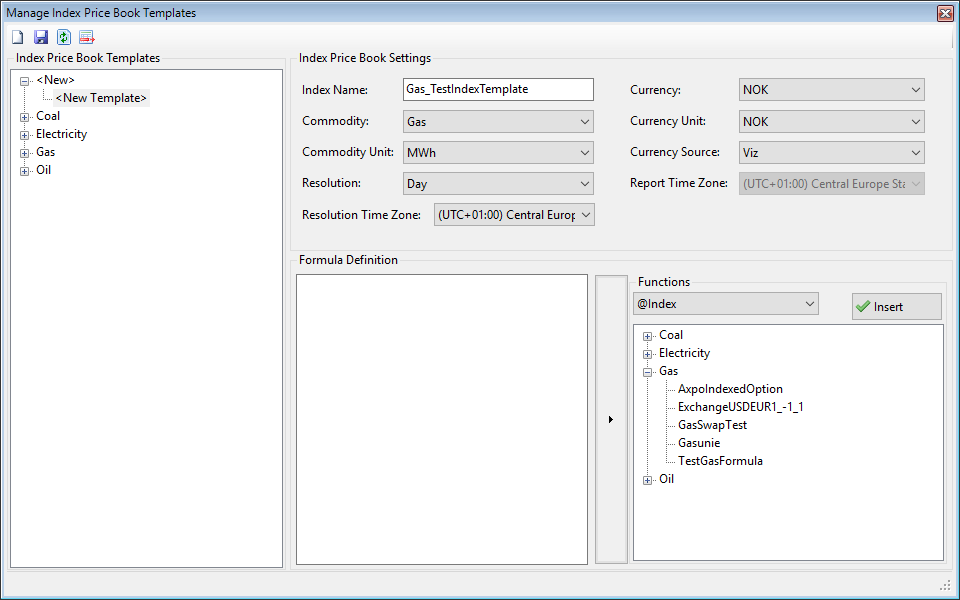 Manage Index Price Book Templates
Index Price Book Templates
<New>
<New Template>
Coal
Electricity
Gas
Oil
Index Price Book Settings
Index Name: Gas_TestIndexTemplate
Commodity: Gas
Commodity Unit: MWh
Resolution: Day
Resolution Time Zone: (UTC+01:00) Central Europ
Currency: NOK
Currency Unit: NOK
Currency Source: Viz
Report Time Zone: (UTC+01:00) Central Europe Sta
Formula Definition
Functions
@Index
Insert
Coal
Electricity
Gas
AxpoIndexedOption
ExchangeUSDEUR1_-1_1
GasSwapTest
Gasunie
TestGasFormula
Oil